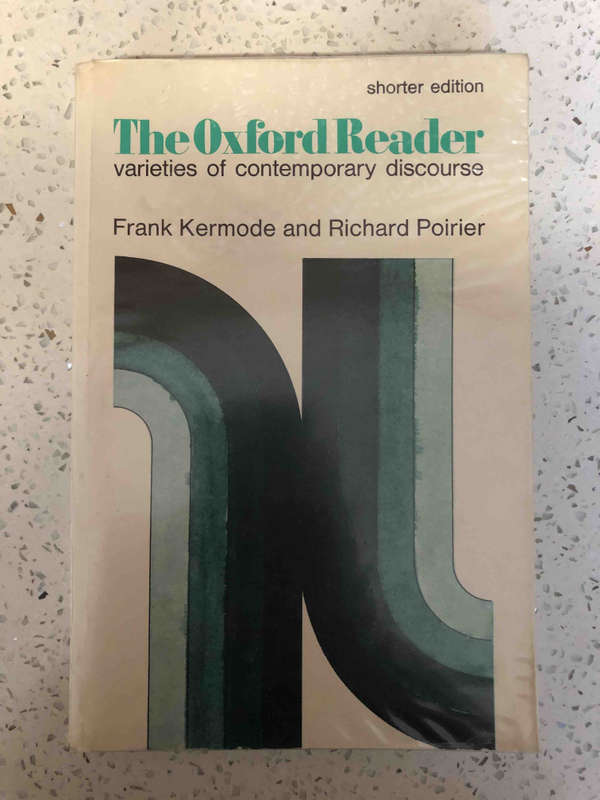 shorter edition
The Oxford Reader
varieties of contemporary discourse
Frank Kermode and Richard Poirier